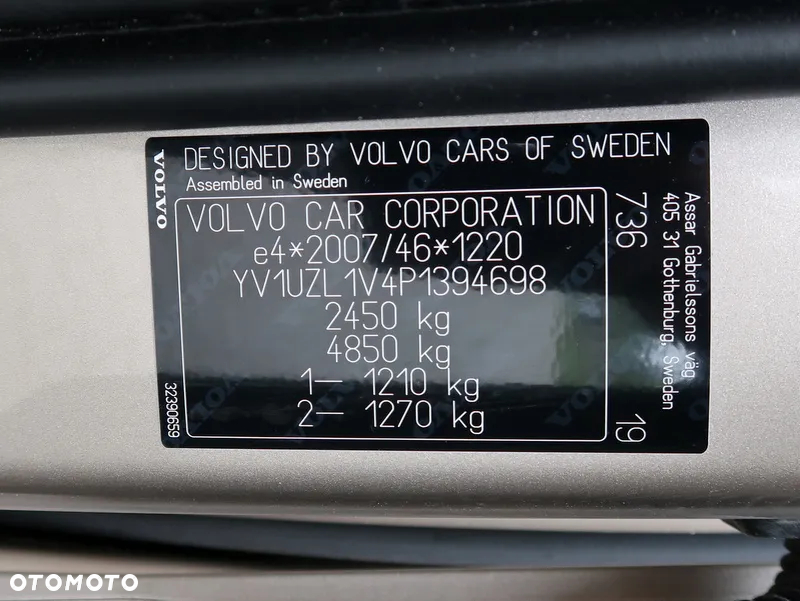 VOLVO
DESIGNED BY VOLVO CARS OF SWEDEN
Assembled in Sweden
VOLVO CAR CORPORATION
e4*2007/46*1220
YV1UZL1V4P1394698
2450 kg
4850 kg
1— 1210 kg
2— 1270 kg
32390659
736
19
Assar Gabrielssons väg
405 31 Gothenburg, Sweden
OTOMOTO